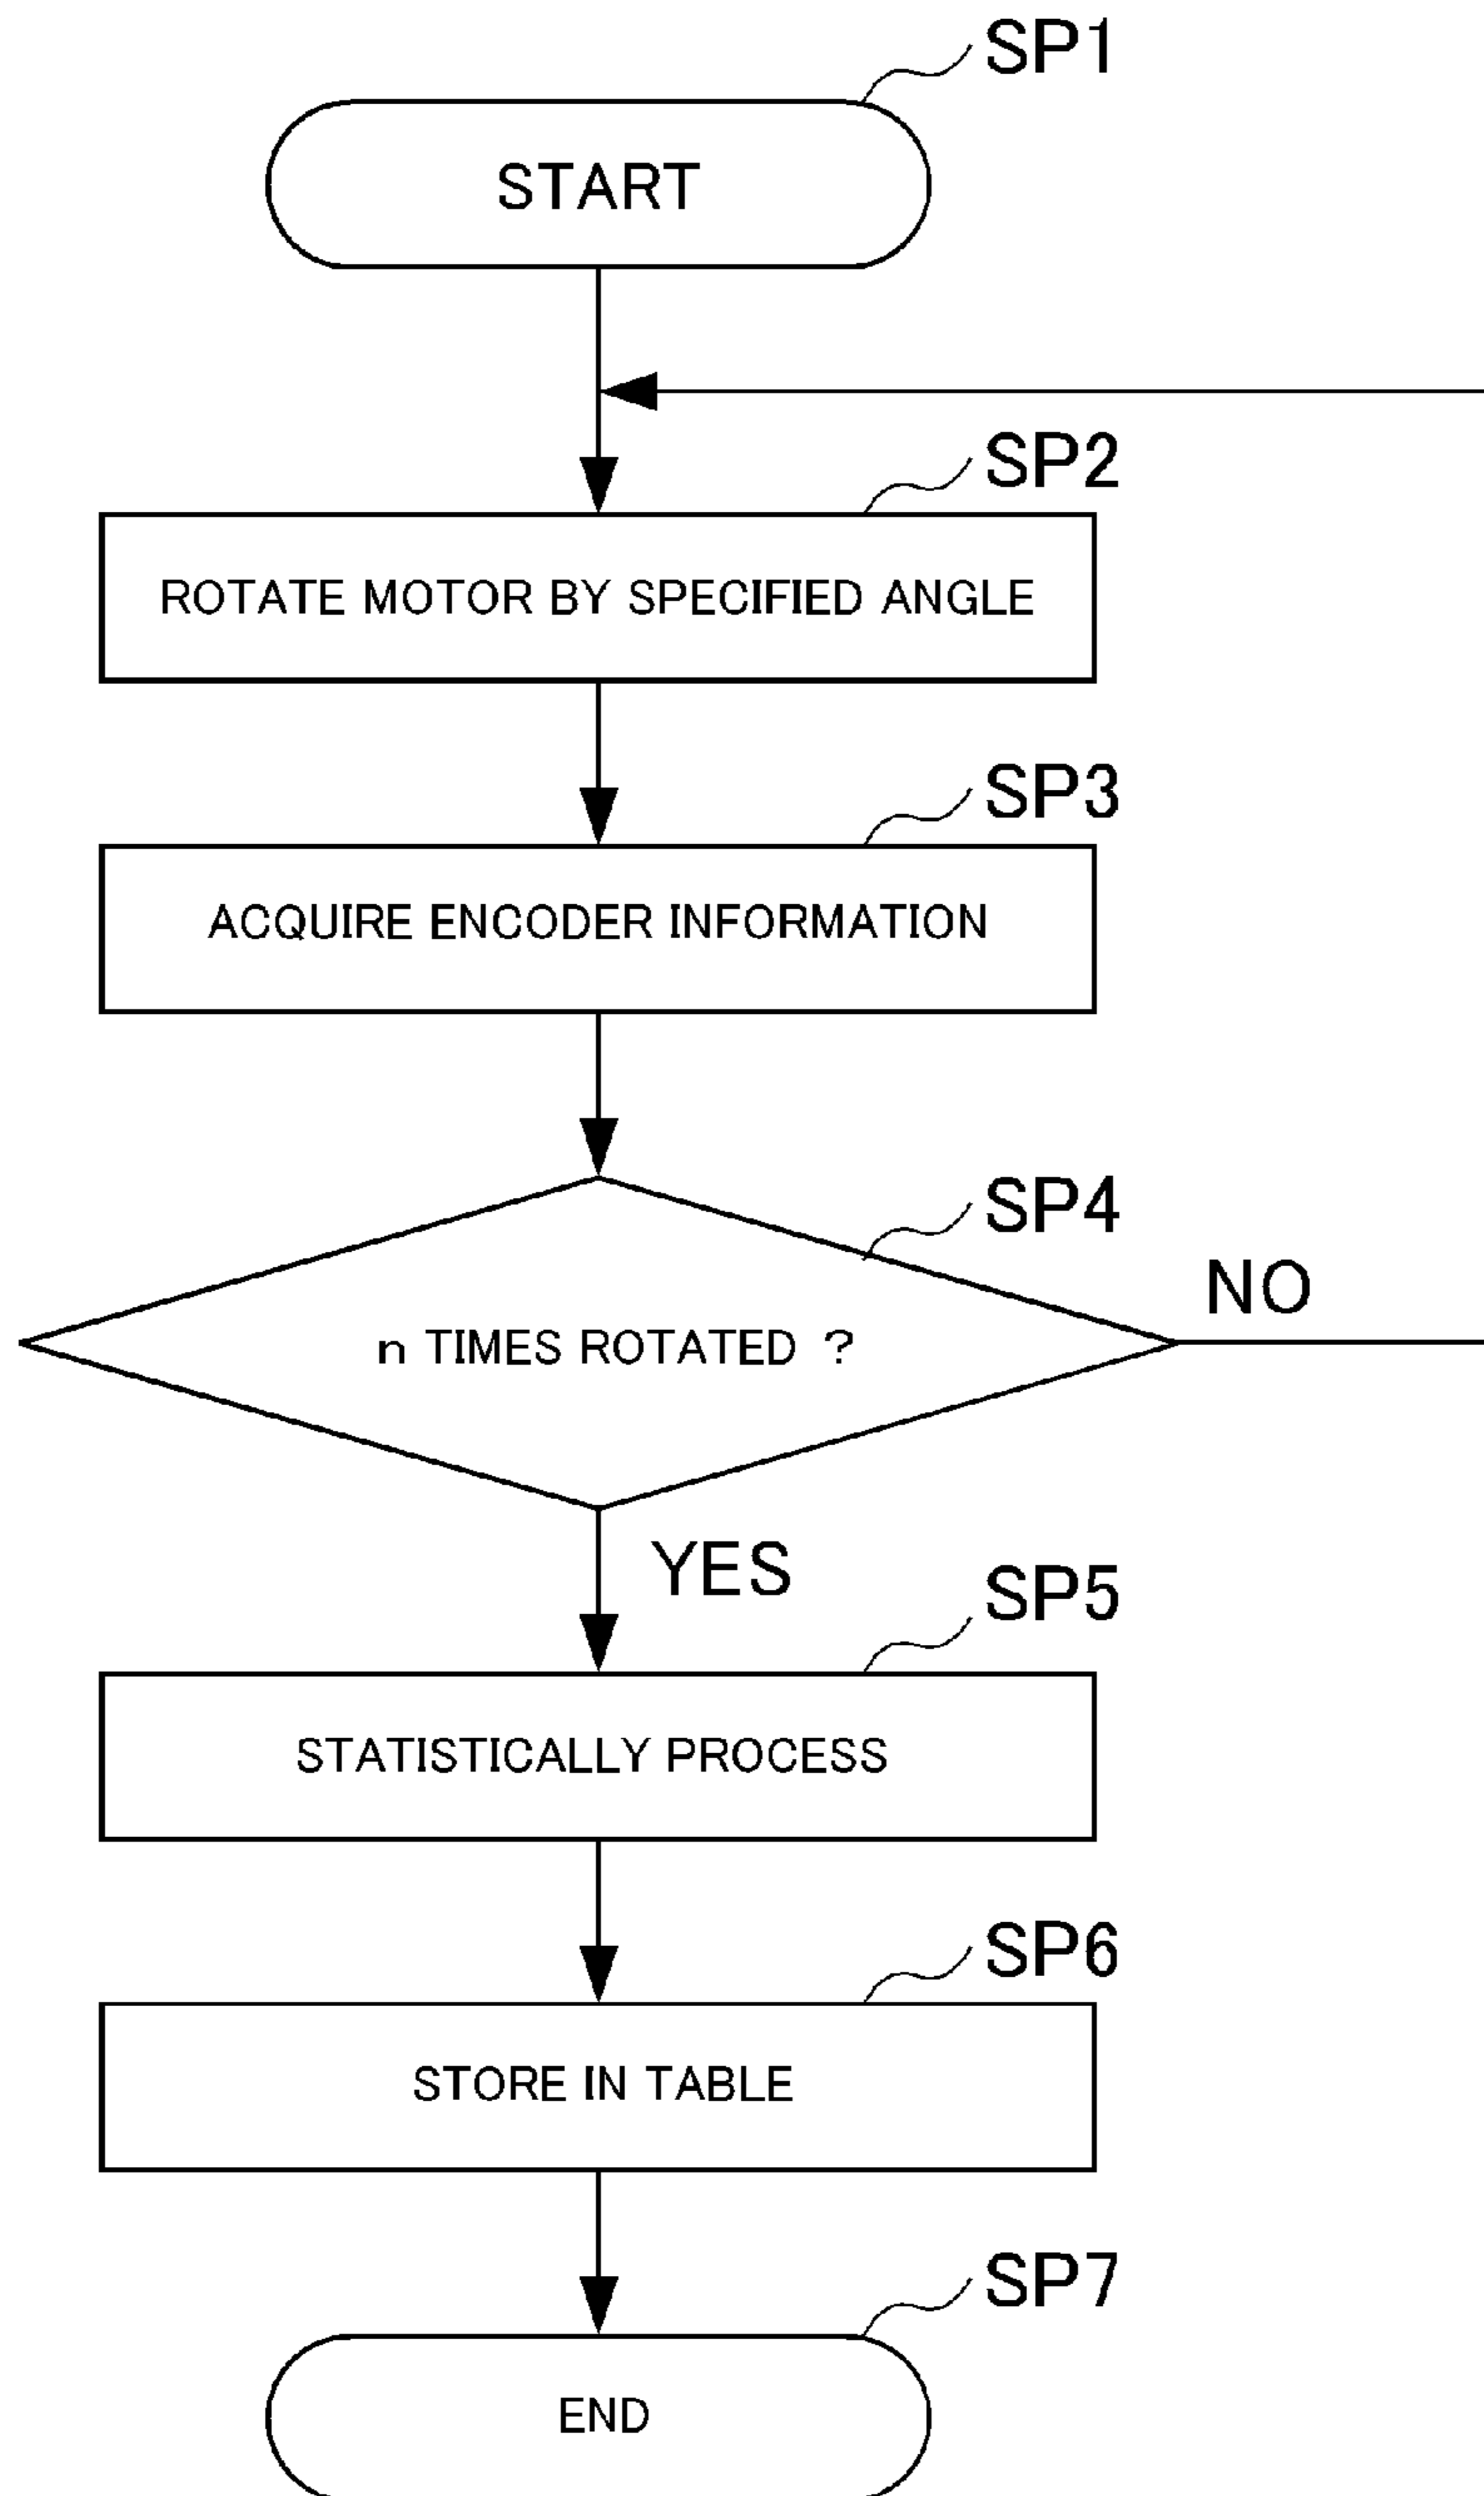 SP1
START
SP2
ROTATE MOTOR BY SPECIFIED ANGLE
SP3
ACQUIRE ENCODER INFORMATION
SP4
NO
n TIMES ROTATED ?
YES
SP5
STATISTICALLY PROCESS
SP6
STORE IN TABLE
SP7
END